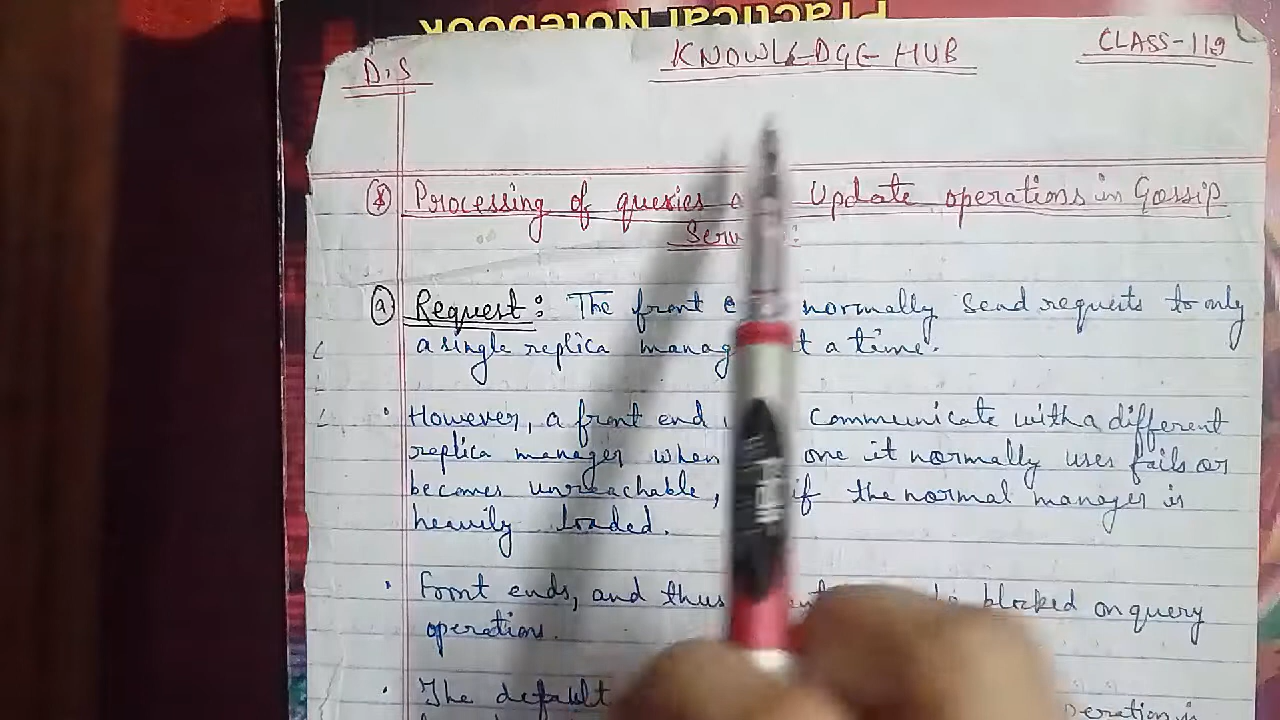 Practical Notebook
D.S
KNOWLEDGE HUB
CLASS-119
Processing of queries Update operations in Gossip
Serv :
(a) Request: The front normally send requests to only
a single replica manag t a time.
However, a front end communicate with a different
replica manager when one it normally uses fails or
becomes unreachable, if the normal manager is
heavily loaded.
Front ends, and thus blocked on query
operations.
The default